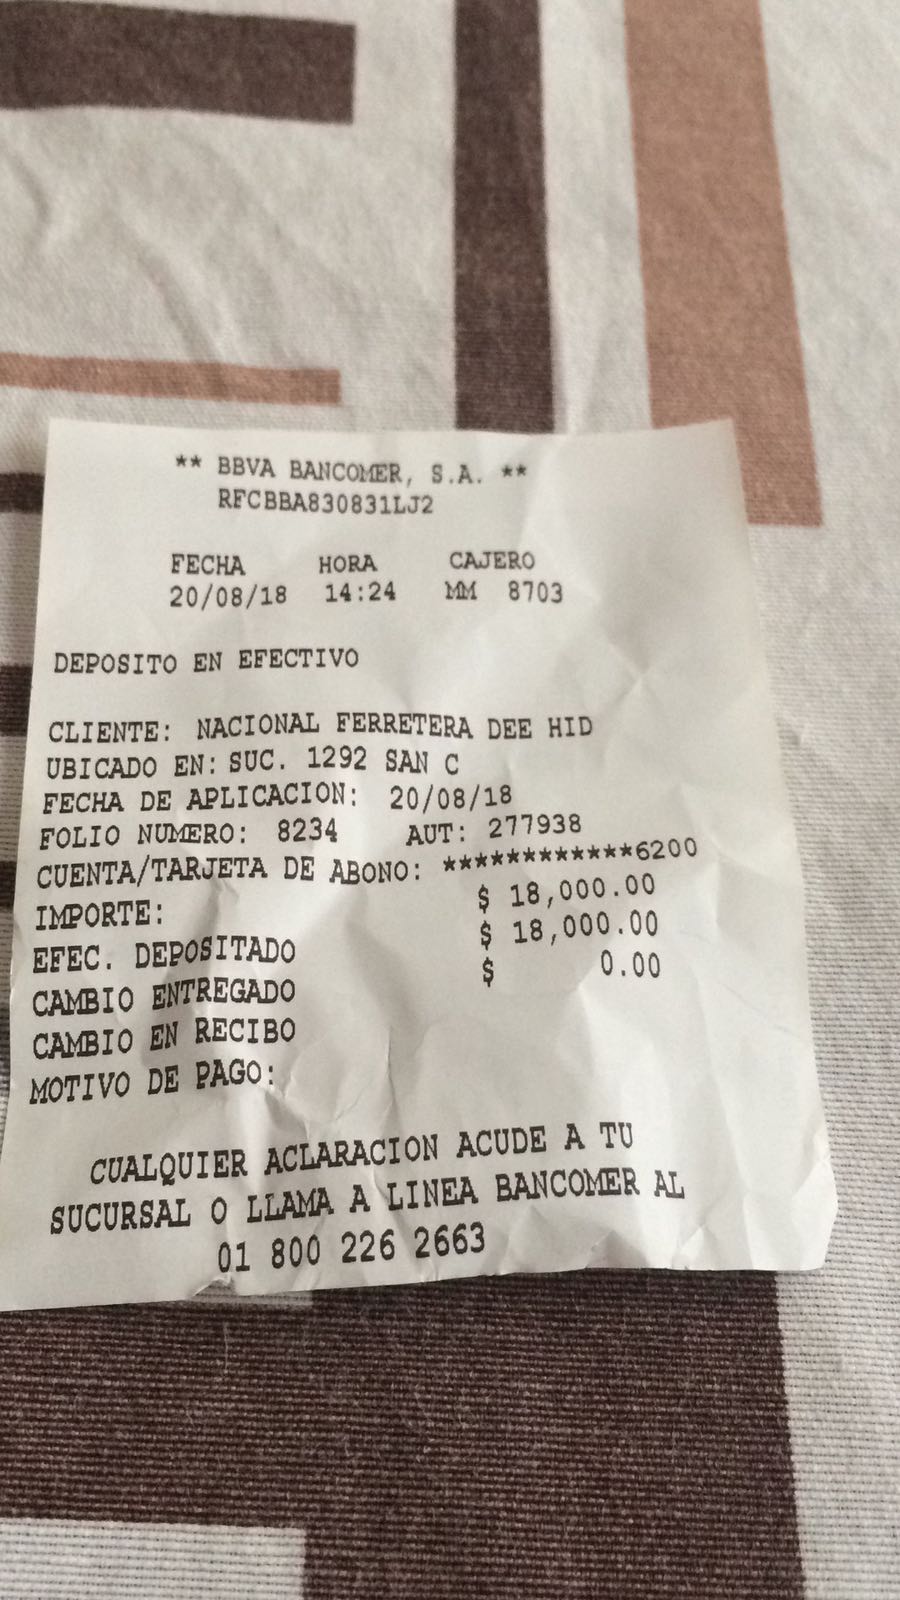 ** BBVA BANCOMER, S.A. **
RFCBBA830831LJ2
FECHA HORA CAJERO
20/08/18 14:24 MM 8703
DEPOSITO EN EFECTIVO
CLIENTE: NACIONAL FERRETERA DEE HID
UBICADO EN: SUC. 1292 SAN C
FECHA DE APLICACION: 20/08/18
FOLIO NUMERO: 8234 AUT: 277938
CUENTA/TARJETA DE ABONO: ************6200
IMPORTE: $ 18,000.00
EFEC. DEPOSITADO $ 18,000.00
CAMBIO ENTREGADO $ 0.00
CAMBIO EN RECIBO
MOTIVO DE PAGO:
CUALQUIER ACLARACION ACUDE A TU
SUCURSAL O LLAMA A LINEA BANCOMER AL
01 800 226 2663